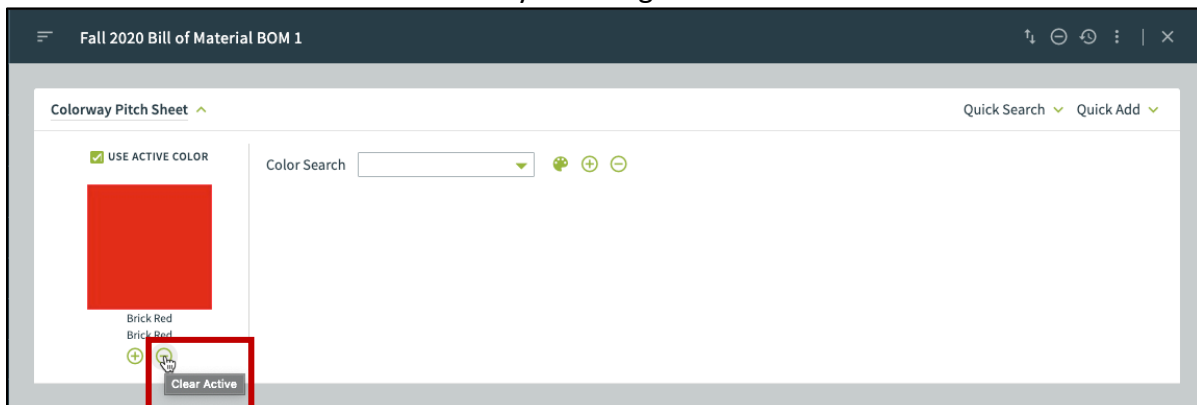 Fall 2020 Bill of Material BOM 1
Colorway Pitch Sheet Quick Search Quick Add
USE ACTIVE COLOR
Color Search
Brick Red
Brick Red
Clear Active